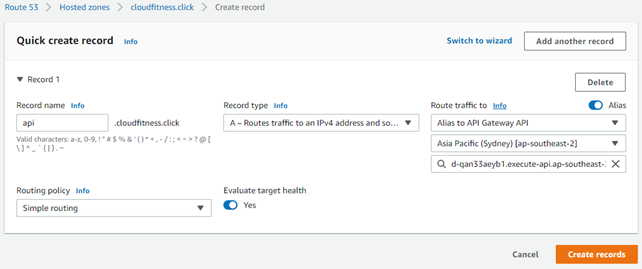 Route 53 > Hosted zones > cloudfitness.click > Create record
Quick create record Info Switch to wizard Add another record
Record 1 Delete
Record name Info Record type Info Route traffic to Info Alias
api .cloudfitness.click A – Routes traffic to an IPv4 address and so... Alias to API Gateway API
Valid characters: a-z, 0-9, ! " # $ % & ' ( ) * + , - / : ; < = > ? @ [
\ ] ^ _ ` { | } . ~
Asia Pacific (Sydney) [ap-southeast-2]
d-qan33aeyb1.execute-api.ap-southeast-
Routing policy Info Evaluate target health
Simple routing Yes
Cancel Create records